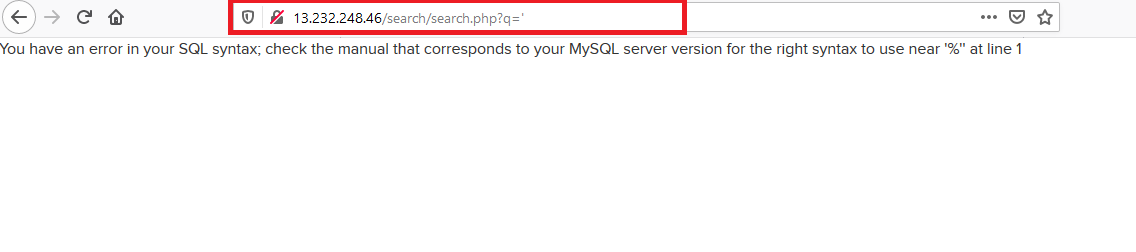 13.232.248.46/search/search.php?q='
You have an error in your SQL syntax; check the manual that corresponds to your MySQL server version for the right syntax to use near '%'' at line 1